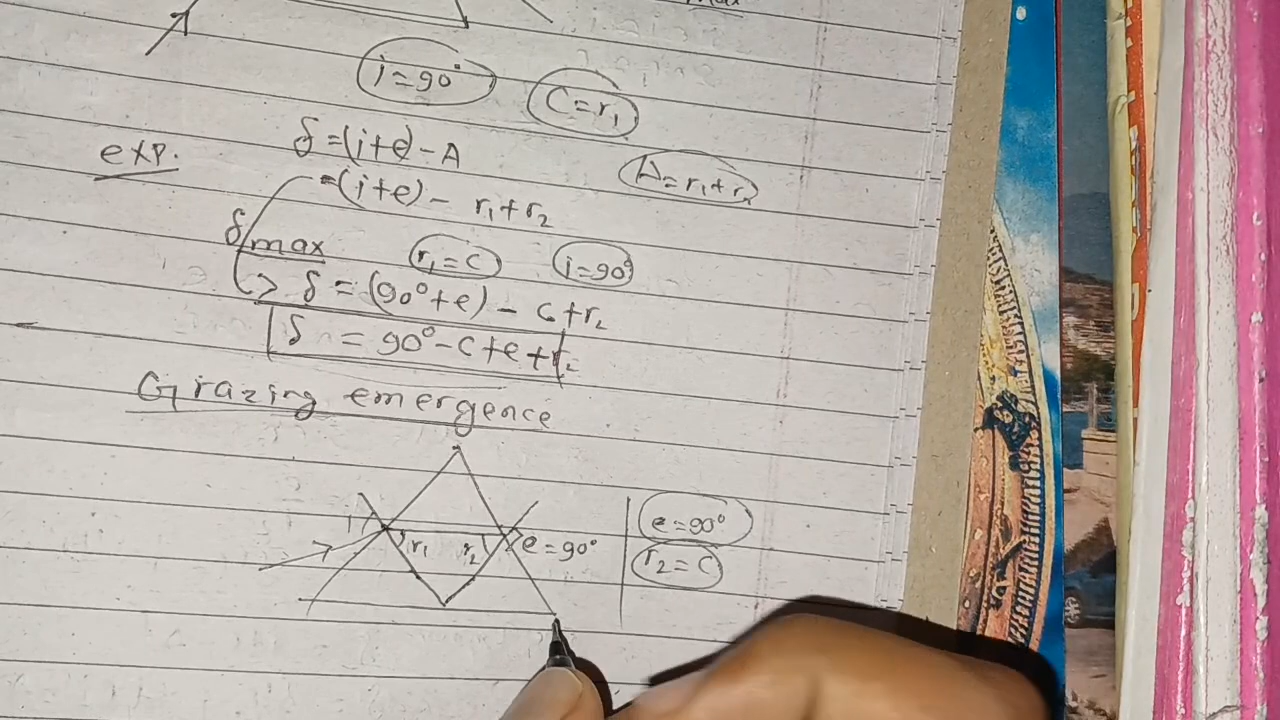 max
i=90°
C=r₁
δ=(i+e)-A
exp.
A=r₁+r₂
=(i+e)- r₁+r₂
δmax
r₁=C
i=90°
δ = (90°+e) - C+r₂
δ = 90°-C+e+r₂
Grazing emergence
i
r₁
r₂
e=90°
e=90°
r₂=C